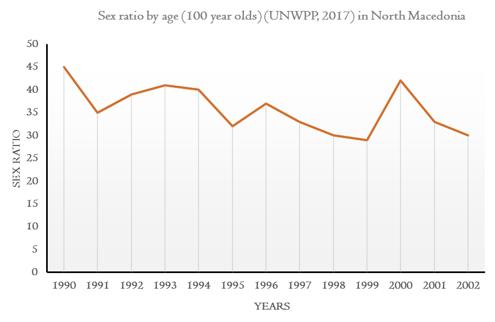 Sex ratio by age (100 year olds) (UNWPP, 2017) in North Macedonia
50
45
40
35
30
25
20
15
10
5
0
SEX RATIO
1990 1991 1992 1993 1994 1995 1996 1997 1998 1999 2000 2001 2002
YEARS